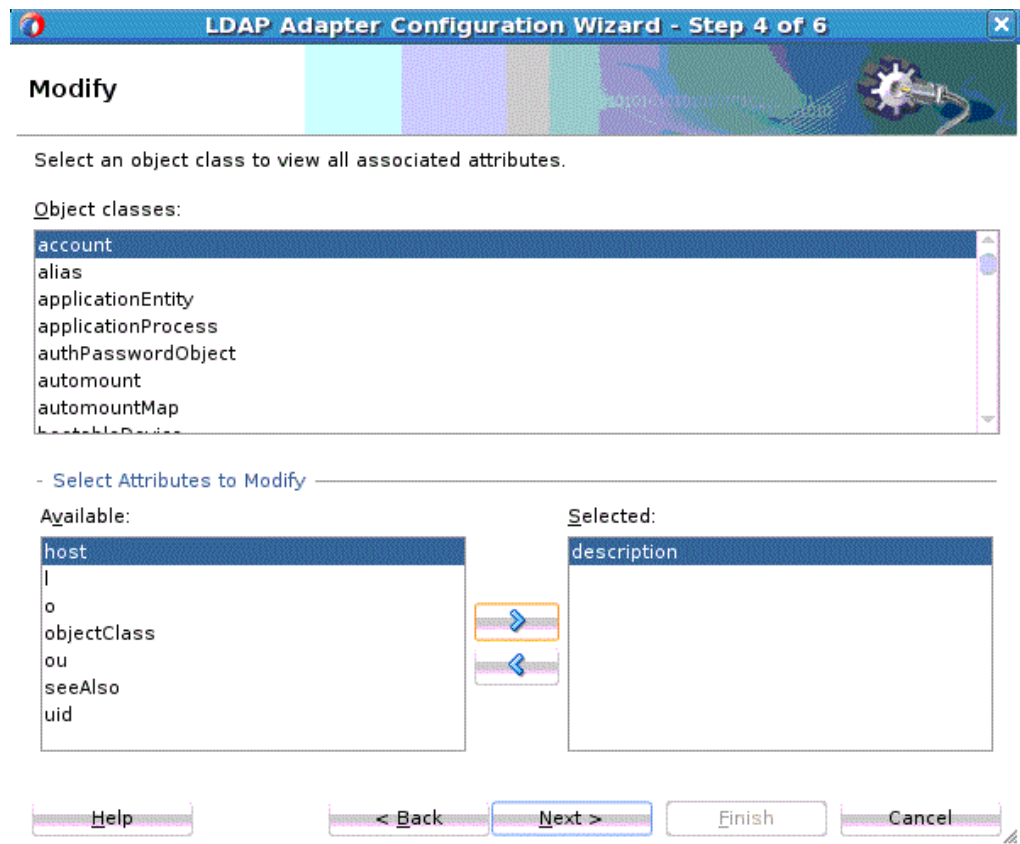 LDAP Adapter Configuration Wizard - Step 4 of 6
Modify
Select an object class to view all associated attributes.
Object classes:
account
alias
applicationEntity
applicationProcess
authPasswordObject
automount
automountMap
bootableDevice
- Select Attributes to Modify
Available:
Selected:
host
l
o
objectClass
ou
seeAlso
uid
description
Help
< Back
Next >
Finish
Cancel